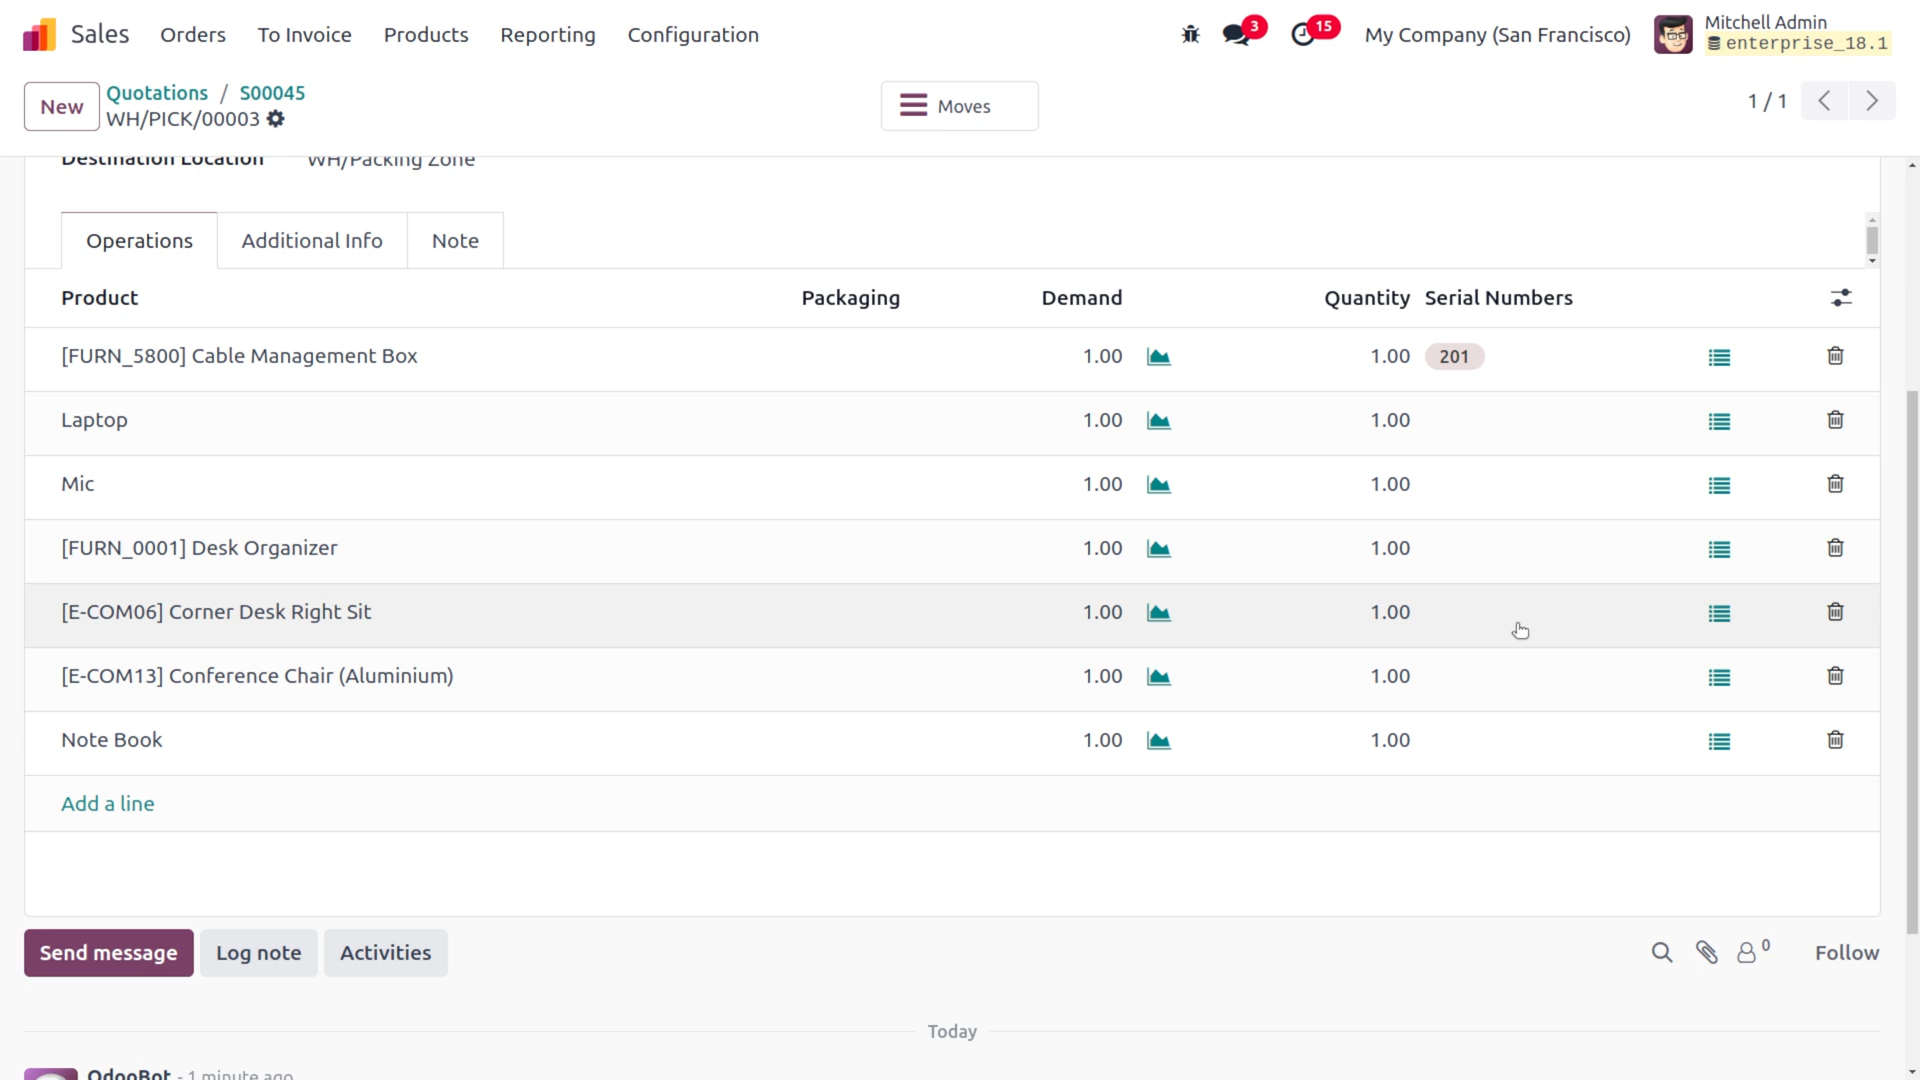 Sales Orders To Invoice Products Reporting Configuration 3 15 My Company (San Francisco) Mitchell Admin
enterprise_18.1
New Quotations / S00045
WH/PICK/00003
Moves
1 / 1
Destination Location WH/Packing Zone
Operations Additional Info Note
Product Packaging Demand Quantity Serial Numbers
[FURN_5800] Cable Management Box 1.00 1.00 201
Laptop 1.00 1.00
Mic 1.00 1.00
[FURN_0001] Desk Organizer 1.00 1.00
[E-COM06] Corner Desk Right Sit 1.00 1.00
[E-COM13] Conference Chair (Aluminium) 1.00 1.00
Note Book 1.00 1.00
Add a line
Send message Log note Activities 0 Follow
Today
OdooBot - 1 minute ago